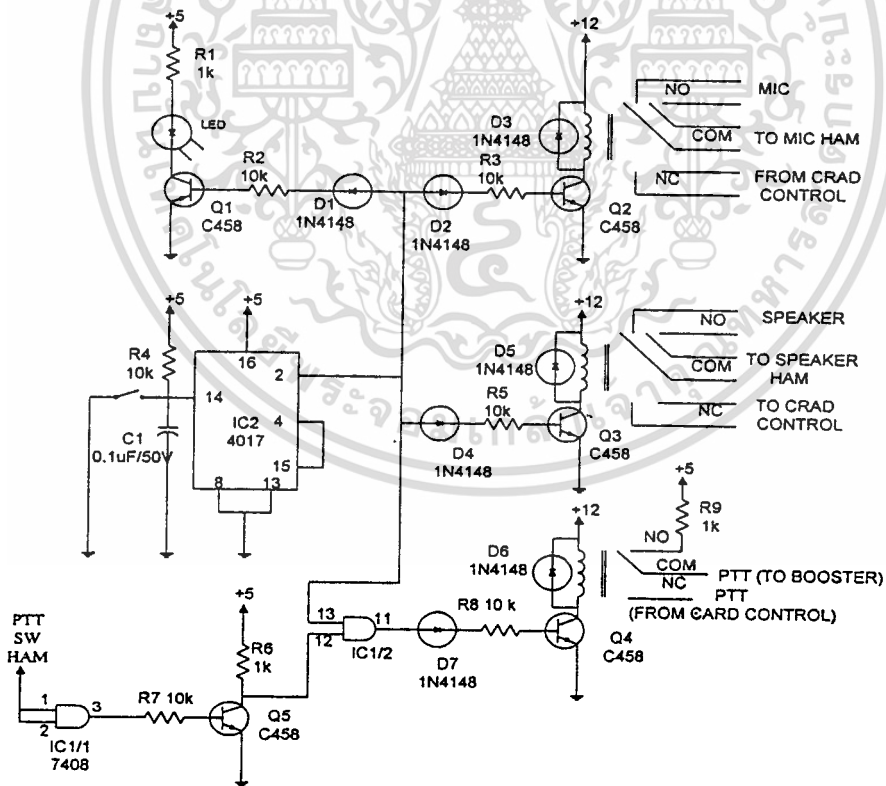 +5
R1
1k
LED
R2
10k
Q1
C458
D1
1N4148
D2
1N4148
R3
10k
D3
1N4148
+12
Q2
C458
NO
MIC
COM
TO MIC HAM
NC
FROM CRAD
CONTROL
+5
R4
10k
C1
0.1uF/50V
+5
16
14
2
4
15
8
13
IC2
4017
+12
D5
1N4148
R5
10k
D4
1N4148
Q3
C458
NO
SPEAKER
COM
TO SPEAKER
HAM
NC
TO CRAD
CONTROL
+5
R9
1k
+12
D6
1N4148
NO
COM
NC
PTT (TO BOOSTER)
PTT
(FROM CARD CONTROL)
R8 10 k
Q4
C458
13
12
11
IC1/2
D7
1N4148
+5
R6
1k
PTT
SW
HAM
1
2
3
IC1/1
7408
R7 10k
Q5
C458